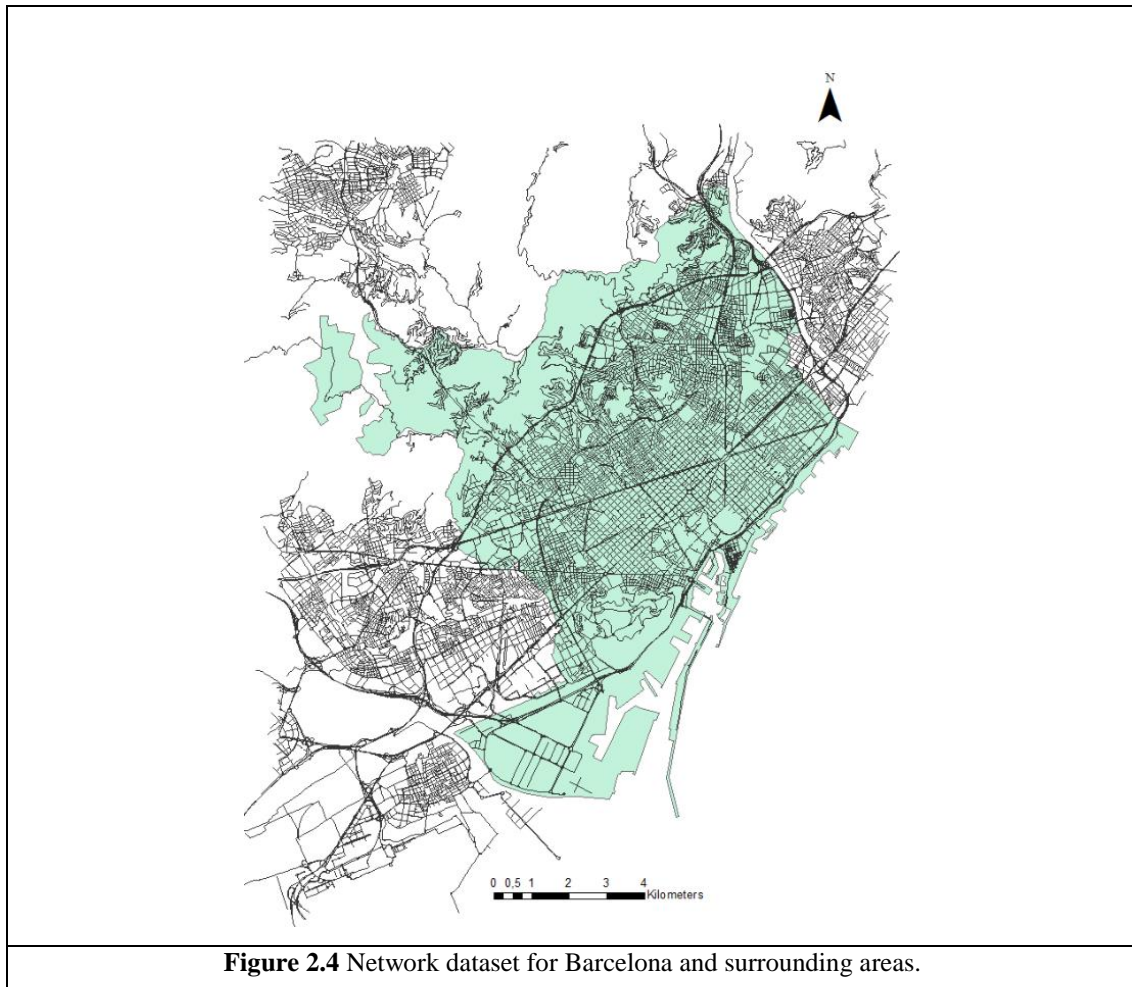 N
0 0,5 1 2 3 4
Kilometers
Figure 2.4 Network dataset for Barcelona and surrounding areas.